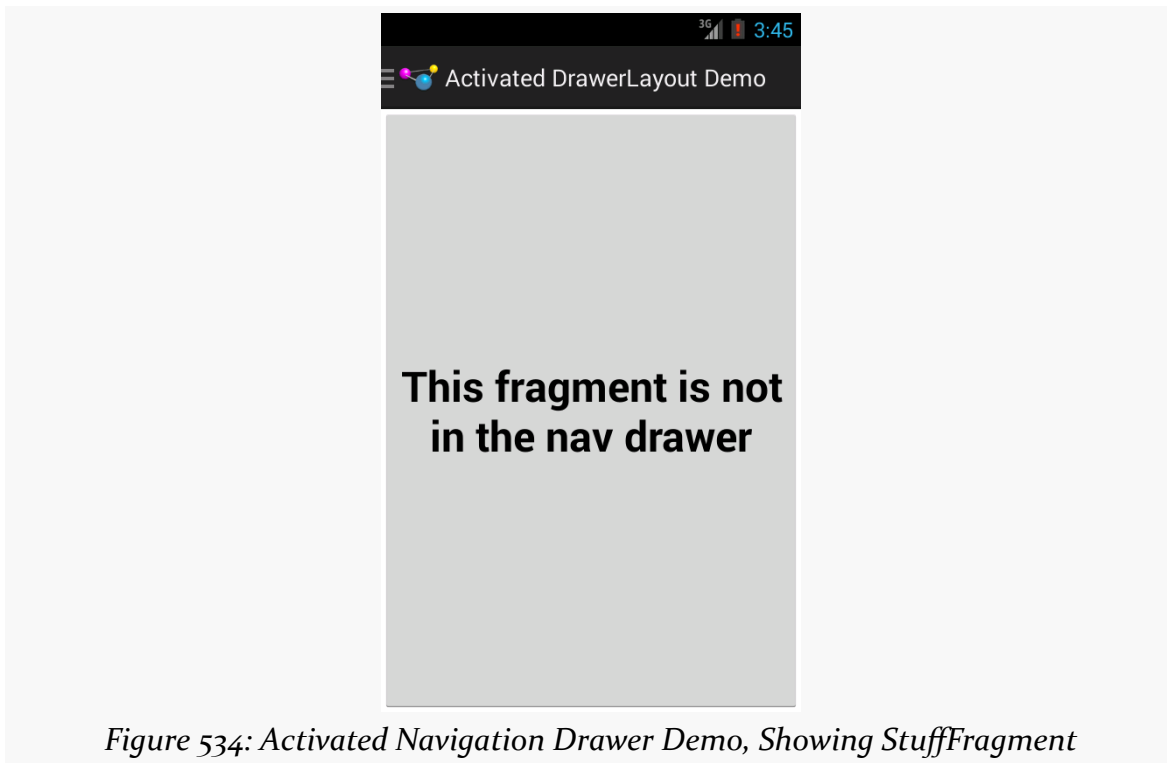 3G 3:45
Activated DrawerLayout Demo
This fragment is not
in the nav drawer
Figure 534: Activated Navigation Drawer Demo, Showing StuffFragment